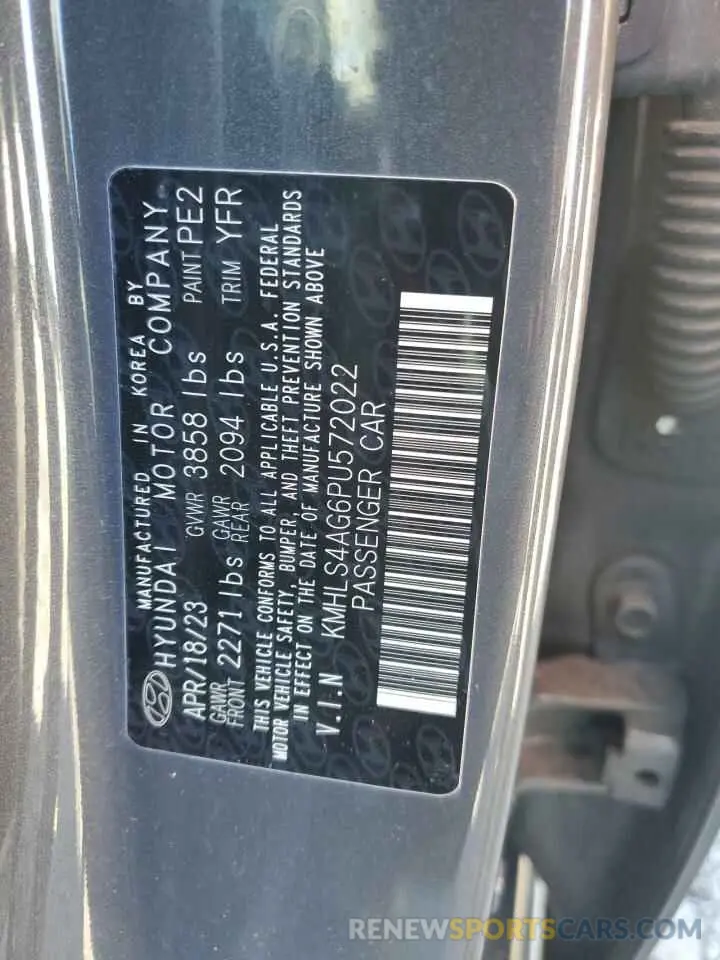 MANUFACTURED IN KOREA BY
HYUNDAI MOTOR COMPANY
APR/18/23 GVWR 3858 lbs PAINT PE2
GAWR FRONT 2271 lbs GAWR REAR 2094 lbs TRIM YFR
THIS VEHICLE CONFORMS TO ALL APPLICABLE U.S.A. FEDERAL
MOTOR VEHICLE SAFETY, BUMPER, AND THEFT PREVENTION STANDARDS
IN EFFECT ON THE DATE OF MANUFACTURE SHOWN ABOVE
V.I.N KMHLS4AG6PU572022
PASSENGER CAR
RENEWSPORTSCARS.COM